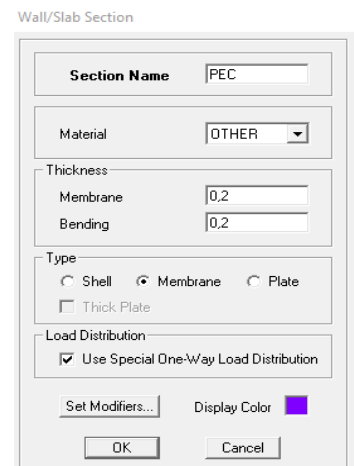 Wall/Slab Section
Section Name PEC
Material OTHER
Thickness
Membrane 0,2
Bending 0,2
Type
Shell Membrane Plate
Thick Plate
Load Distribution
Use Special One-Way Load Distribution
Set Modifiers... Display Color
OK Cancel